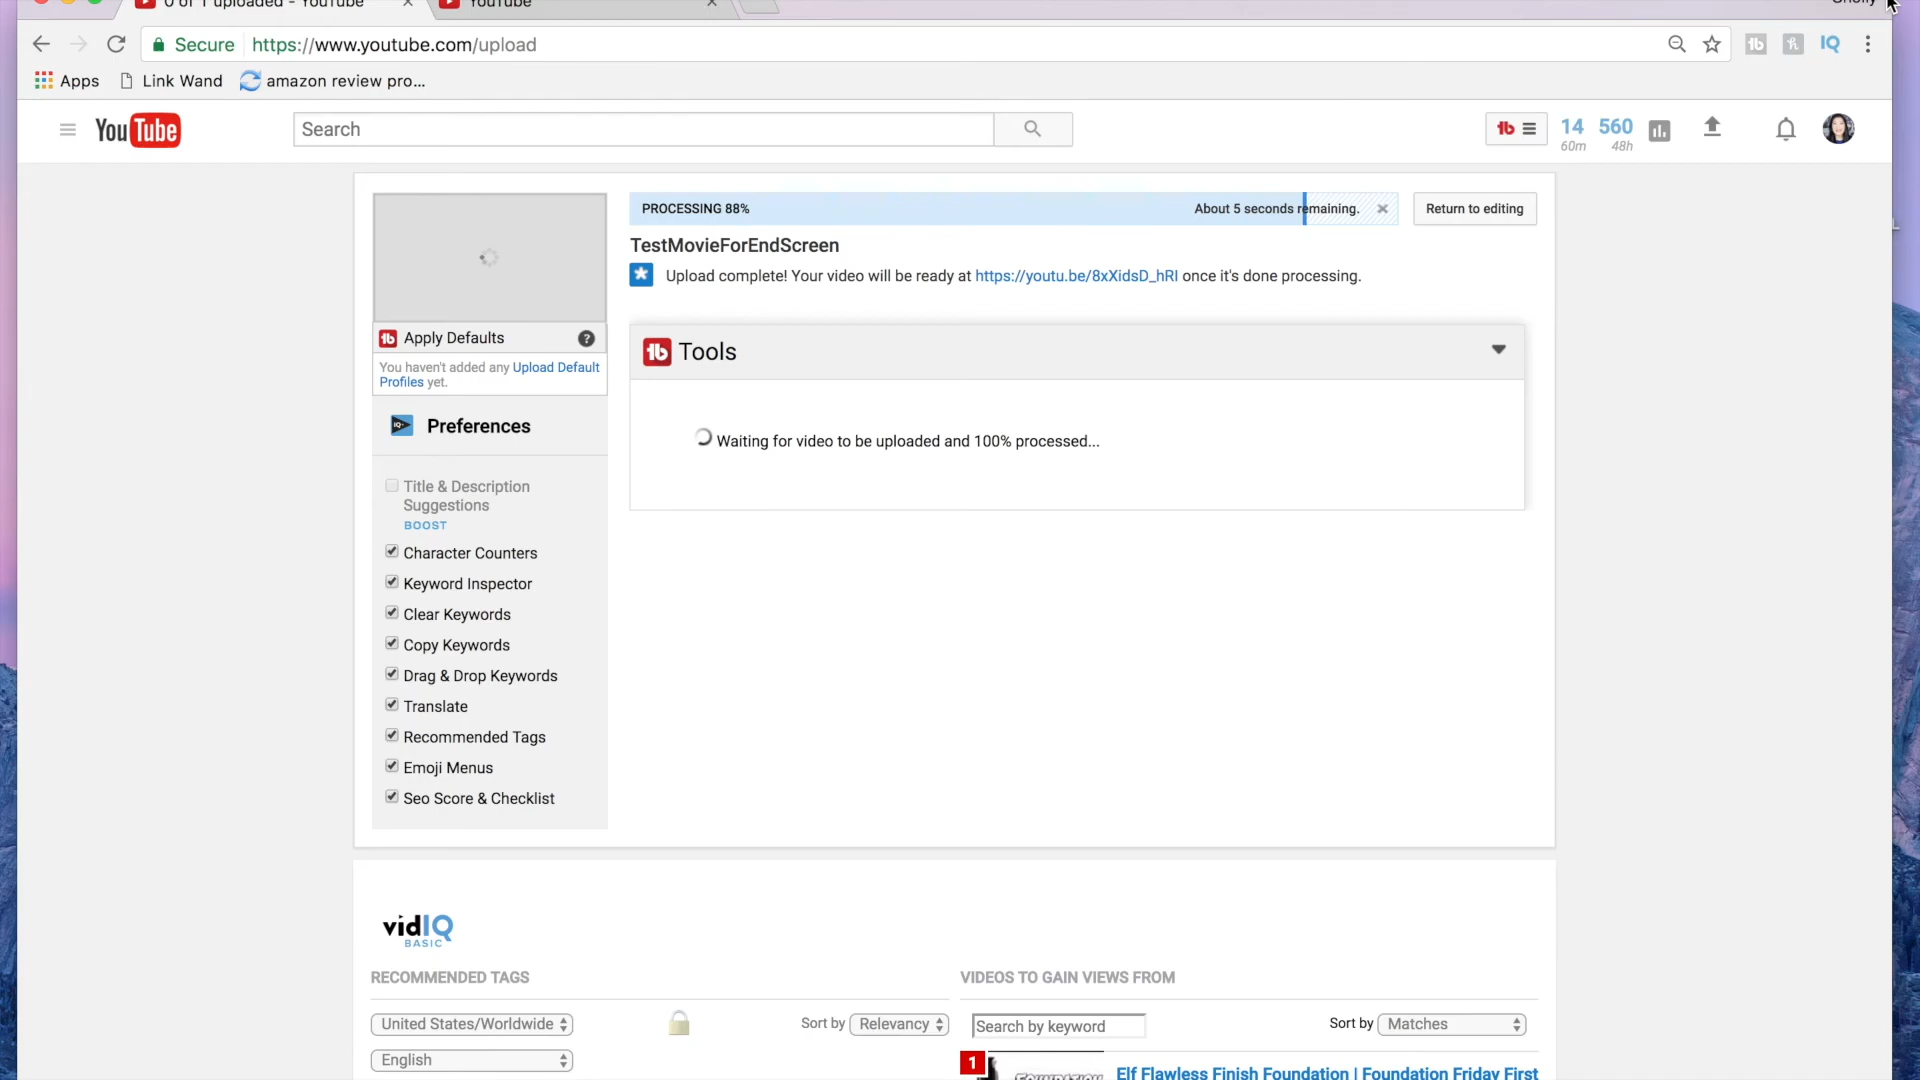 0 of 1 uploaded - YouTube
YouTube
Shelly
Secure https://www.youtube.com/upload
Apps Link Wand amazon review pro...
YouTube
Search
14 560
60m 48h
PROCESSING 88% About 5 seconds remaining.
Return to editing
TestMovieForEndScreen
Upload complete! Your video will be ready at https://youtu.be/8xXidsD_hRI once it's done processing.
Apply Defaults ?
You haven't added any Upload Default
Profiles yet.
Preferences
Title & Description
Suggestions
BOOST
Character Counters
Keyword Inspector
Clear Keywords
Copy Keywords
Drag & Drop Keywords
Translate
Recommended Tags
Emoji Menus
Seo Score & Checklist
Tools
Waiting for video to be uploaded and 100% processed...
vidIQ
BASIC
RECOMMENDED TAGS
United States/Worldwide
Sort by Relevancy
English
VIDEOS TO GAIN VIEWS FROM
Search by keyword
Sort by Matches
1
FOUNDATION
Elf Flawless Finish Foundation | Foundation Friday First